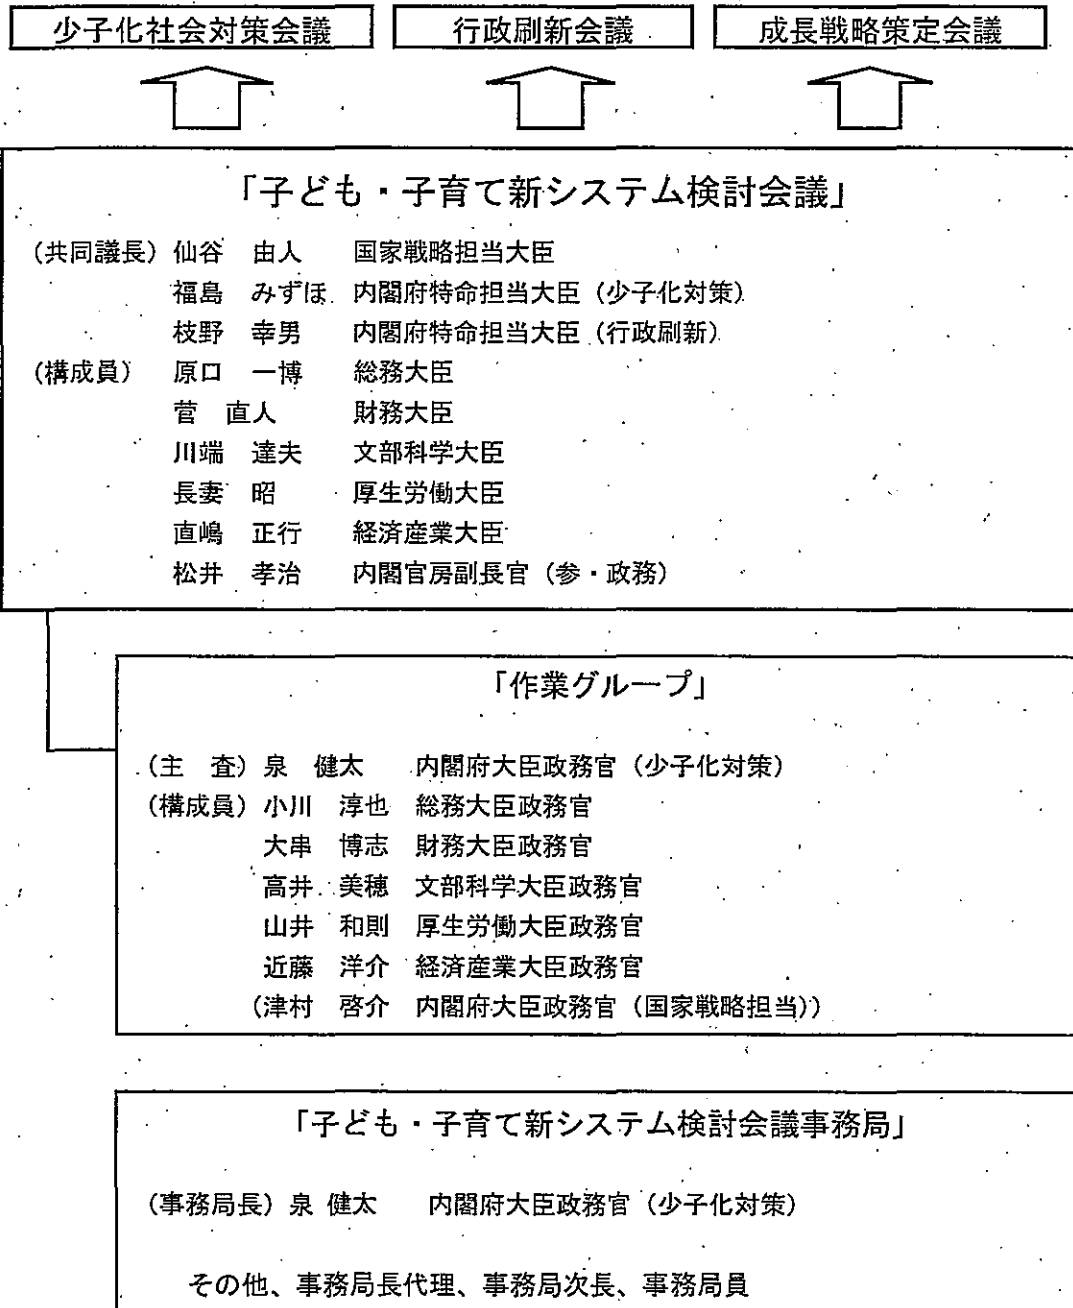 少子化社会対策会議 行政刷新会議 成長戦略策定会議
「子ども・子育て新システム検討会議」
(共同議長) 仙谷 由人 国家戦略担当大臣
福島 みずほ 内閣府特命担当大臣(少子化対策)
枝野 幸男 内閣府特命担当大臣(行政刷新)
(構成員) 原口 一博 総務大臣
菅 直人 財務大臣
川端 達夫 文部科学大臣
長妻 昭 厚生労働大臣
直嶋 正行 経済産業大臣
松井 孝治 内閣官房副長官(参・政務)
「作業グループ」
(主 査) 泉 健太 内閣府大臣政務官(少子化対策)
(構成員) 小川 淳也 総務大臣政務官
大串 博志 財務大臣政務官
高井 美穂 文部科学大臣政務官
山井 和則 厚生労働大臣政務官
近藤 洋介 経済産業大臣政務官
(津村 啓介 内閣府大臣政務官(国家戦略担当))
「子ども・子育て新システム検討会議事務局」
(事務局長) 泉 健太 内閣府大臣政務官(少子化対策)
その他、事務局長代理、事務局次長、事務局員